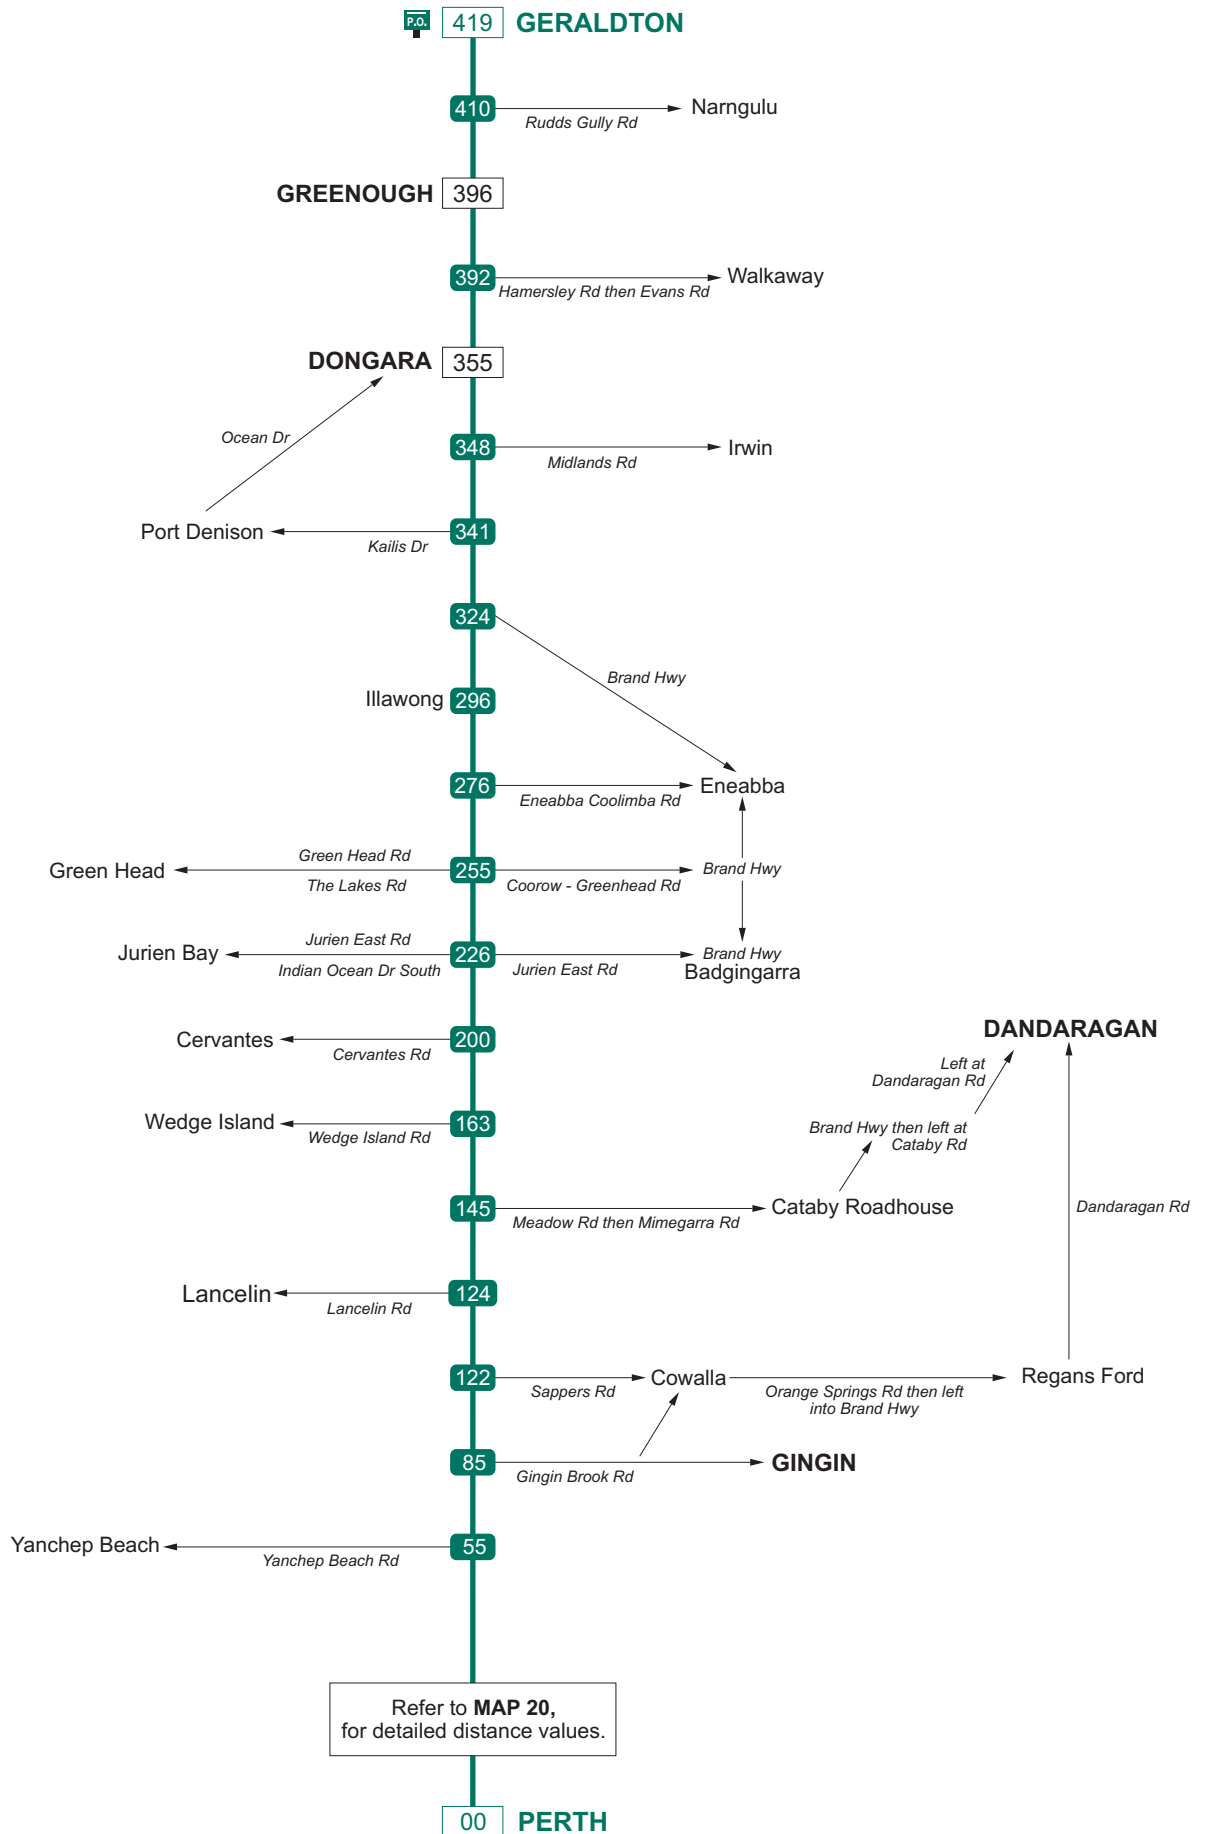 P.O.
419 GERALDTON
410 Narngulu
Rudds Gully Rd
GREENOUGH 396
392 Walkaway
Hamersley Rd then Evans Rd
DONGARA 355
Ocean Dr
348 Irwin
Midlands Rd
Port Denison 341
Kailis Dr
324
Brand Hwy
Illawong 296
276 Eneabba
Eneabba Coolimba Rd
Green Head Rd
Green Head 255 Brand Hwy
The Lakes Rd Coorow - Greenhead Rd
Jurien East Rd
Jurien Bay 226 Brand Hwy
Indian Ocean Dr South Jurien East Rd Badgingarra
DANDARAGAN
Cervantes 200
Cervantes Rd
Left at
Dandaragan Rd
Wedge Island 163
Wedge Island Rd
Brand Hwy then left at
Cataby Rd
145 Cataby Roadhouse
Meadow Rd then Mimegarra Rd
Dandaragan Rd
Lancelin 124
Lancelin Rd
122 Cowalla Regans Ford
Sappers Rd Orange Springs Rd then left
into Brand Hwy
85 GINGIN
Gingin Brook Rd
Yanchep Beach 55
Yanchep Beach Rd
Refer to MAP 20,
for detailed distance values.
00 PERTH